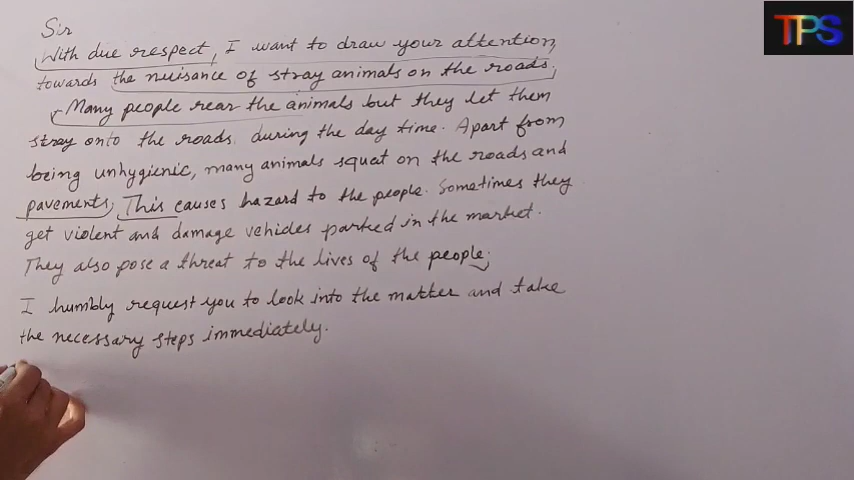 TPS
Sir
With due respect, I want to draw your attention,
towards the nuisance of stray animals on the roads.
Many people rear the animals but they let them
stray onto the roads during the day time. Apart from
being unhygienic, many animals squat on the roads and
pavements, This causes hazard to the people. Sometimes they
get violent and damage vehicles parked in the market.
They also pose a threat to the lives of the people.
I humbly request you to look into the matter and take
the necessary steps immediately.